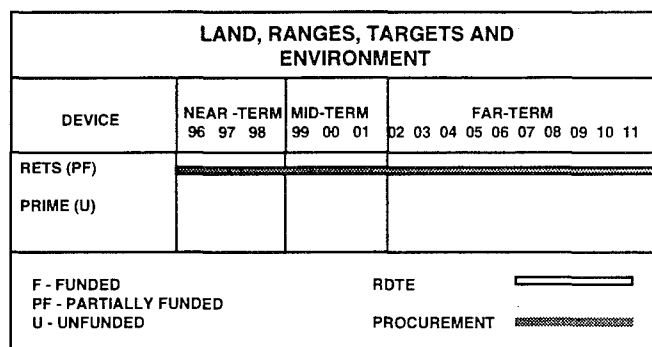 LAND, RANGES, TARGETS AND
ENVIRONMENT
DEVICE
NEAR -TERM
96 97 98
MID-TERM
99 00 01
FAR-TERM
02 03 04 05 06 07 08 09 10 11
RETS (PF)
PRIME (U)
F - FUNDED
PF - PARTIALLY FUNDED
U - UNFUNDED
RDTE
PROCUREMENT